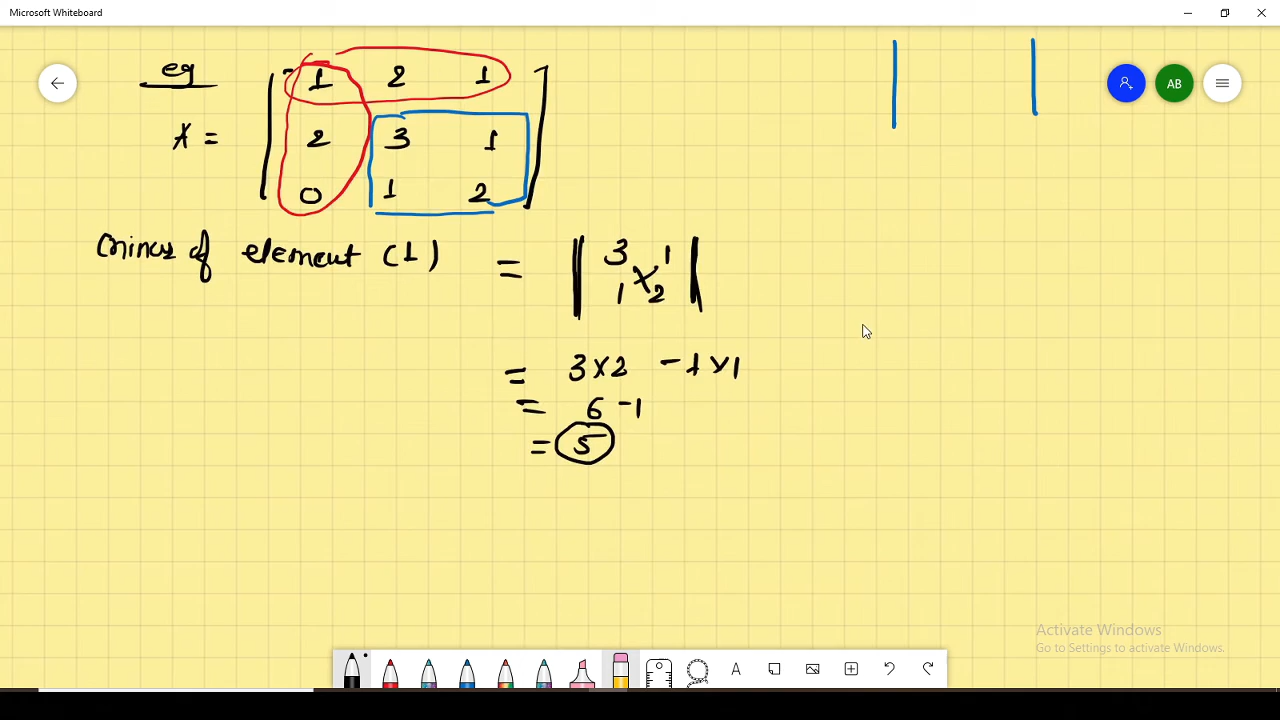 Microsoft Whiteboard
eg
1 2 1
X = 2 3 1
0 1 2
AB
minor of element (1) = | 3 1 |
| 1 2 |
= 3×2 -1×1
= 6 -1
= 5
Activate Windows
Go to Settings to activate Windows.
A